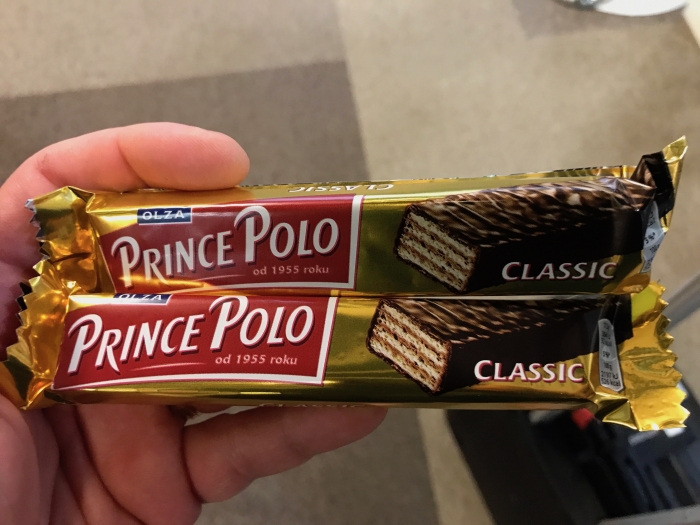 CLASSIC
OLZA
PRINCE POLO
od 1955 roku
CLASSIC
OLZA
PRINCE POLO
od 1955 roku
CLASSIC